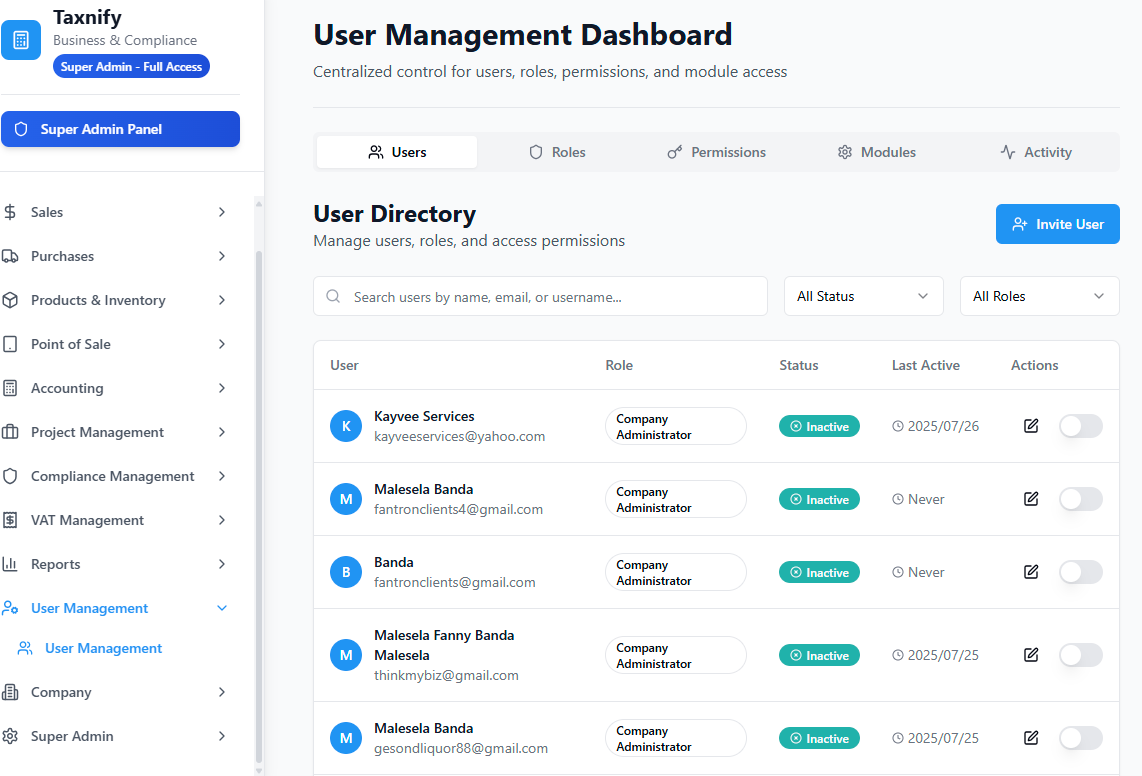 Taxnify
Business & Compliance
Super Admin - Full Access
Super Admin Panel
Sales
Purchases
Products & Inventory
Point of Sale
Accounting
Project Management
Compliance Management
VAT Management
Reports
User Management
User Management
Company
Super Admin
User Management Dashboard
Centralized control for users, roles, permissions, and module access
Users Roles Permissions Modules Activity
User Directory
Manage users, roles, and access permissions
Invite User
Search users by name, email, or username...
All Status
All Roles
User Role Status Last Active Actions
K
Kayvee Services
kayveeservices@yahoo.com
Company
Administrator
Inactive
2025/07/26
M
Malesela Banda
fantronclients4@gmail.com
Company
Administrator
Inactive
Never
B
Banda
fantronclients@gmail.com
Company
Administrator
Inactive
Never
M
Malesela Fanny Banda
Malesela
thinkmybiz@gmail.com
Company
Administrator
Inactive
2025/07/25
M
Malesela Banda
gesondliquor88@gmail.com
Company
Administrator
Inactive
2025/07/25